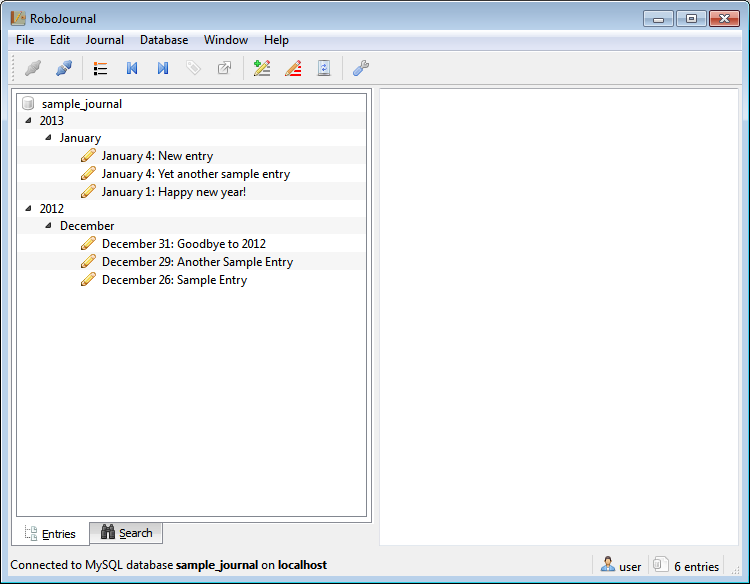 RoboJournal
File Edit Journal Database Window Help
sample_journal
2013
January
January 4: New entry
January 4: Yet another sample entry
January 1: Happy new year!
2012
December
December 31: Goodbye to 2012
December 29: Another Sample Entry
December 26: Sample Entry
Entries Search
Connected to MySQL database sample_journal on localhost user 6 entries